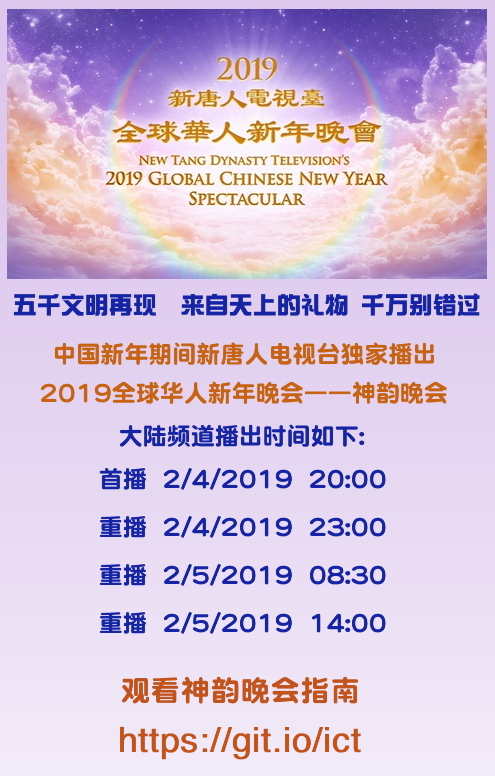 2019
新唐人電視臺
全球華人新年晚會
NEW TANG DYNASTY TELEVISION'S
2019 GLOBAL CHINESE NEW YEAR
SPECTACULAR
五千文明再现 来自天上的礼物 千万别错过
中国新年期间新唐人电视台独家播出
2019全球华人新年晚会一一神韵晚会
大陆频道播出时间如下:
首播 2/4/2019 20:00
重播 2/4/2019 23:00
重播 2/5/2019 08:30
重播 2/5/2019 14:00
观看神韵晚会指南
https://git.io/ict